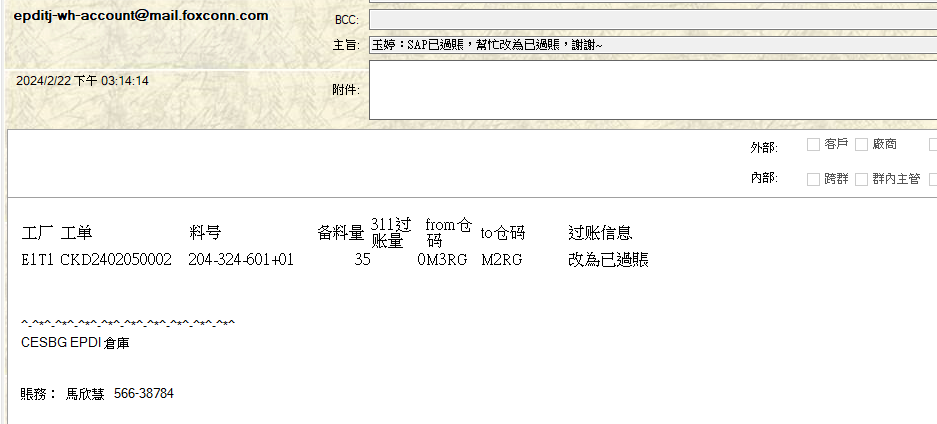 epditj-wh-account@mail.foxconn.com
BCC:
主旨: 玉婷：SAP已過賬，幫忙改為已過賬，謝謝~
2024/2/22 下午 03:14:14
附件:
外部: 客戶 廠商
內部: 跨群 群內主管
工厂 工单 料号 备料量 311过账量 from仓码 to仓码 过账信息
E1T1 CKD2402050002 204-324-601+01 35 0 M3RG M2RG 改為已過賬
^-^*^-^*^-^*^-^*^-^*^-^*^-^*^-^*^-^*^
CESBG EPDI 倉庫
賬務： 馬欣慧 566-38784